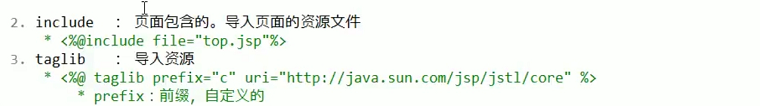 2. include ： 页面包含的。导入页面的资源文件
* <%@include file="top.jsp"%>
3. taglib ： 导入资源
* <%@ taglib prefix="c" uri="http://java.sun.com/jsp/jstl/core" %>
* prefix：前缀，自定义的